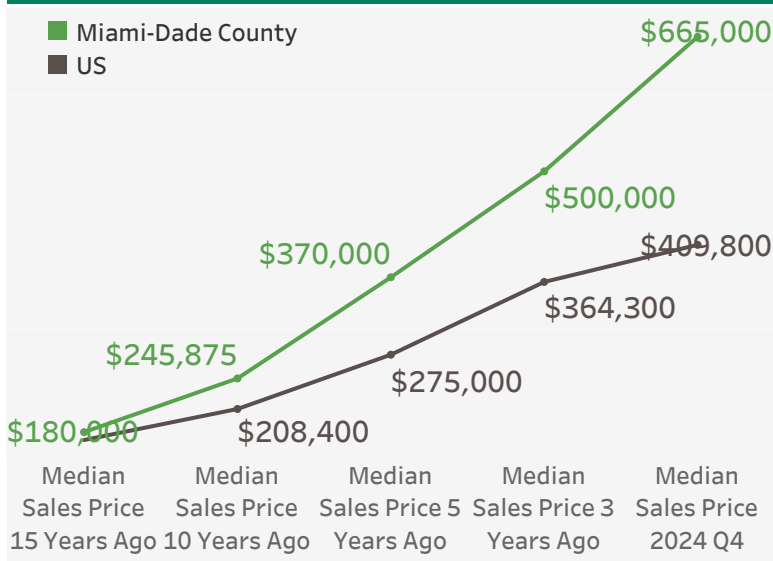 Miami-Dade County
US
$665,000
$500,000
$370,000
$409,800
$364,300
$245,875
$275,000
$180,000
$208,400
Median Sales Price 15 Years Ago
Median Sales Price 10 Years Ago
Median Sales Price 5 Years Ago
Median Sales Price 3 Years Ago
Median Sales Price 2024 Q4